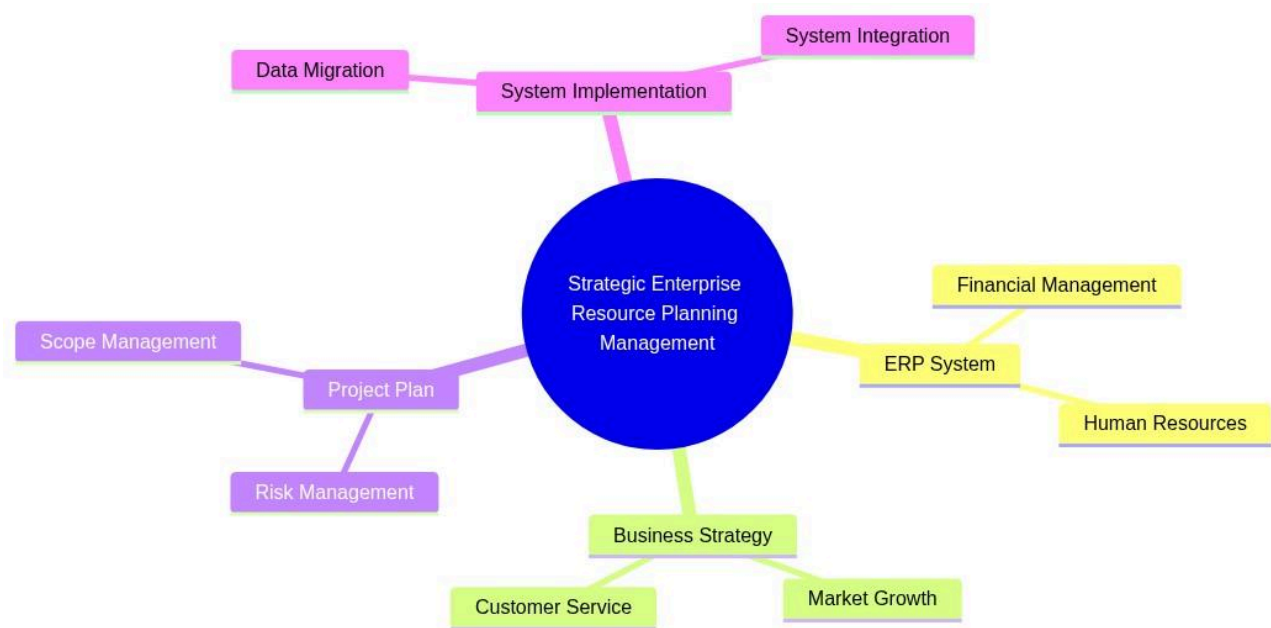 System Integration
Data Migration
System Implementation
Strategic Enterprise
Resource Planning
Management
Financial Management
ERP System
Human Resources
Scope Management
Project Plan
Risk Management
Business Strategy
Customer Service
Market Growth